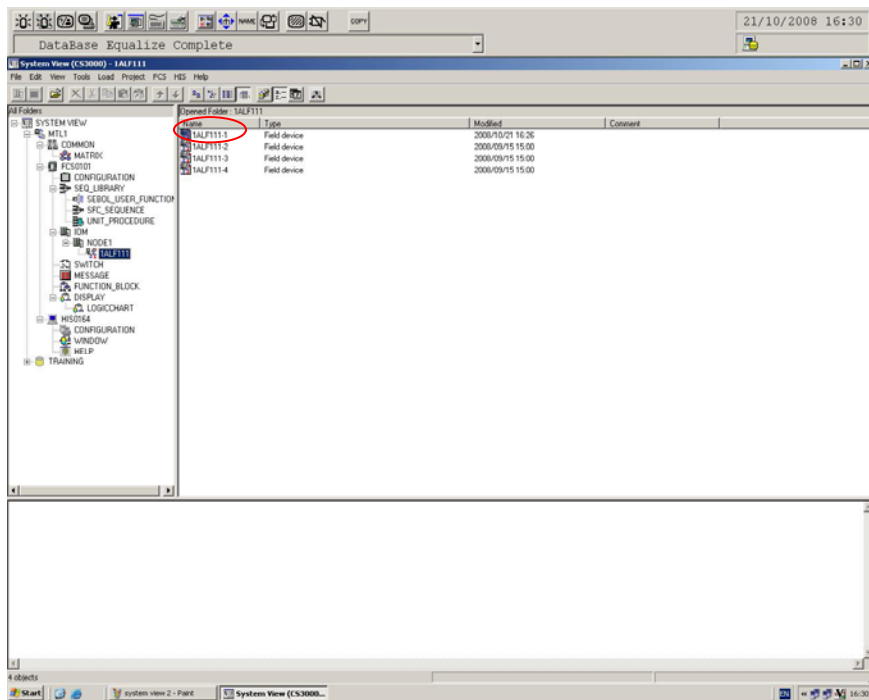 NAME
COPY
21/10/2008 16:30
DataBase Equalize Complete
System View (CS3000) - 1ALF111
File Edit View Tools Load Project FCS HIS Help
All Folders
Opened Folder : 1ALF111
Name Type Modified Comment
1ALF111-1 Field device 2008/10/21 16:26
1ALF111-2 Field device 2008/09/15 15:00
1ALF111-3 Field device 2008/09/15 15:00
1ALF111-4 Field device 2008/09/15 15:00
SYSTEM VIEW
MTL1
COMMON
MATRIX
FCS0101
CONFIGURATION
SEQ_LIBRARY
SEBOL_USER_FUNCTION
SFC_SEQUENCE
UNIT_PROCEDURE
IOM
NODE1
1ALF111
SWITCH
MESSAGE
FUNCTION_BLOCK
DISPLAY
LOGICCHART
HIS0164
CONFIGURATION
WINDOW
HELP
TRAINING
4 objects
Start
system view 2 - Paint
System View (CS3000...
EN
16:30